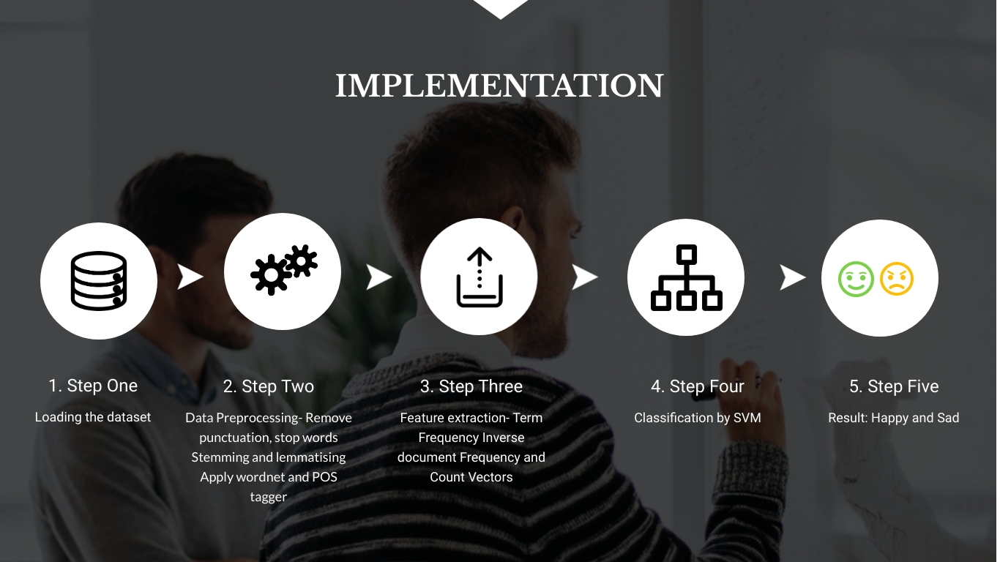 IMPLEMENTATION
1. Step One
Loading the dataset
2. Step Two
Data Preprocessing- Remove
punctuation, stop words
Stemming and lemmatising
Apply wordnet and POS
tagger
3. Step Three
Feature extraction- Term
Frequency Inverse
document Frequency and
Count Vectors
4. Step Four
Classification by SVM
5. Step Five
Result: Happy and Sad